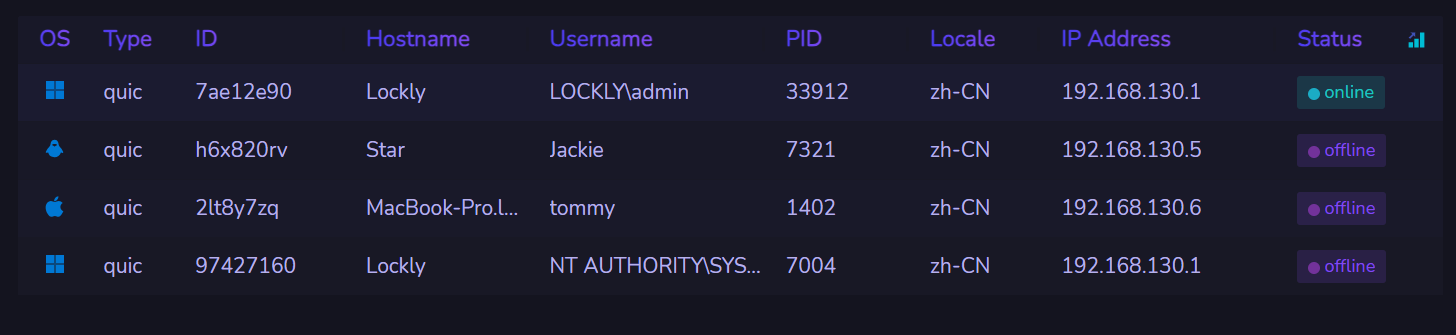 OS Type ID Hostname Username PID Locale IP Address Status
quic 7ae12e90 Lockly LOCKLY\admin 33912 zh-CN 192.168.130.1 online
quic h6x820rv Star Jackie 7321 zh-CN 192.168.130.5 offline
quic 2lt8y7zq MacBook-Pro.l... tommy 1402 zh-CN 192.168.130.6 offline
quic 97427160 Lockly NT AUTHORITY\SYS... 7004 zh-CN 192.168.130.1 offline